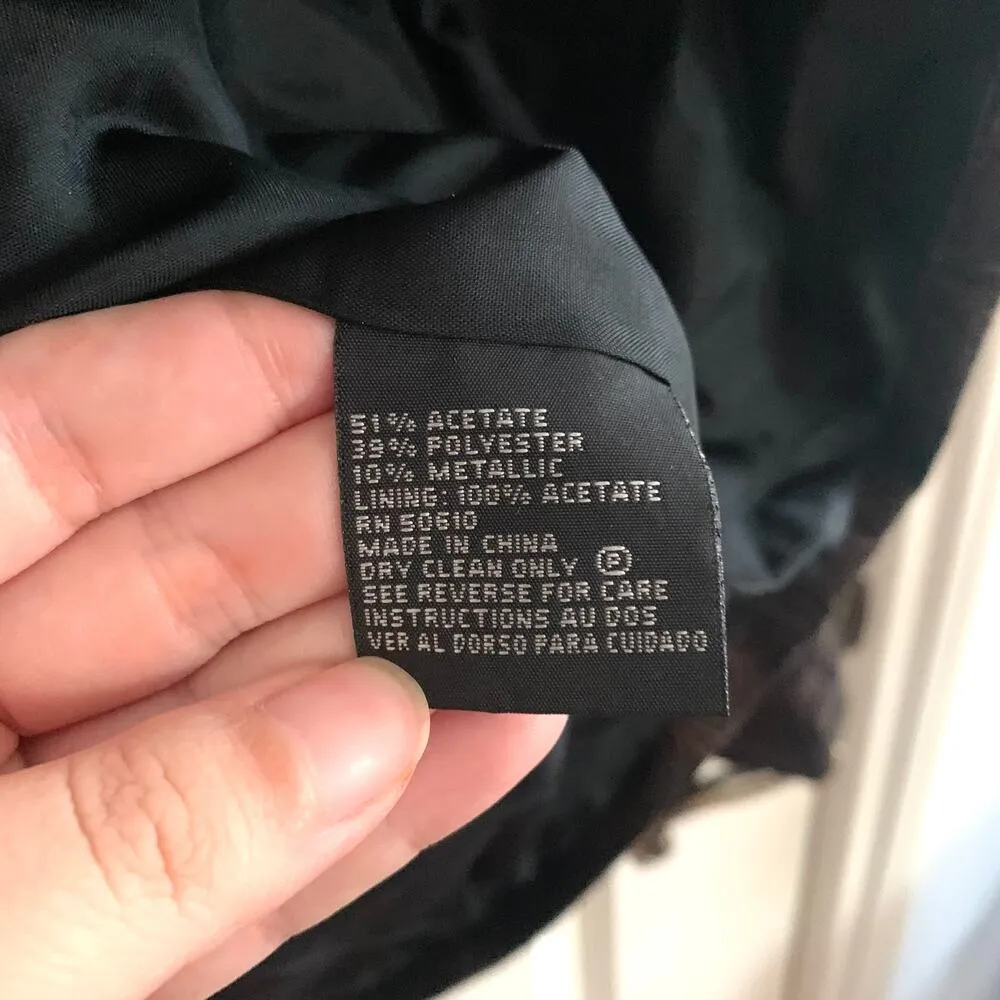 51% ACETATE
39% POLYESTER
10% METALLIC
LINING: 100% ACETATE
RN 50610
MADE IN CHINA
DRY CLEAN ONLY Ⓟ
SEE REVERSE FOR CARE
INSTRUCTIONS AU DOS
VER AL DORSO PARA CUIDADO